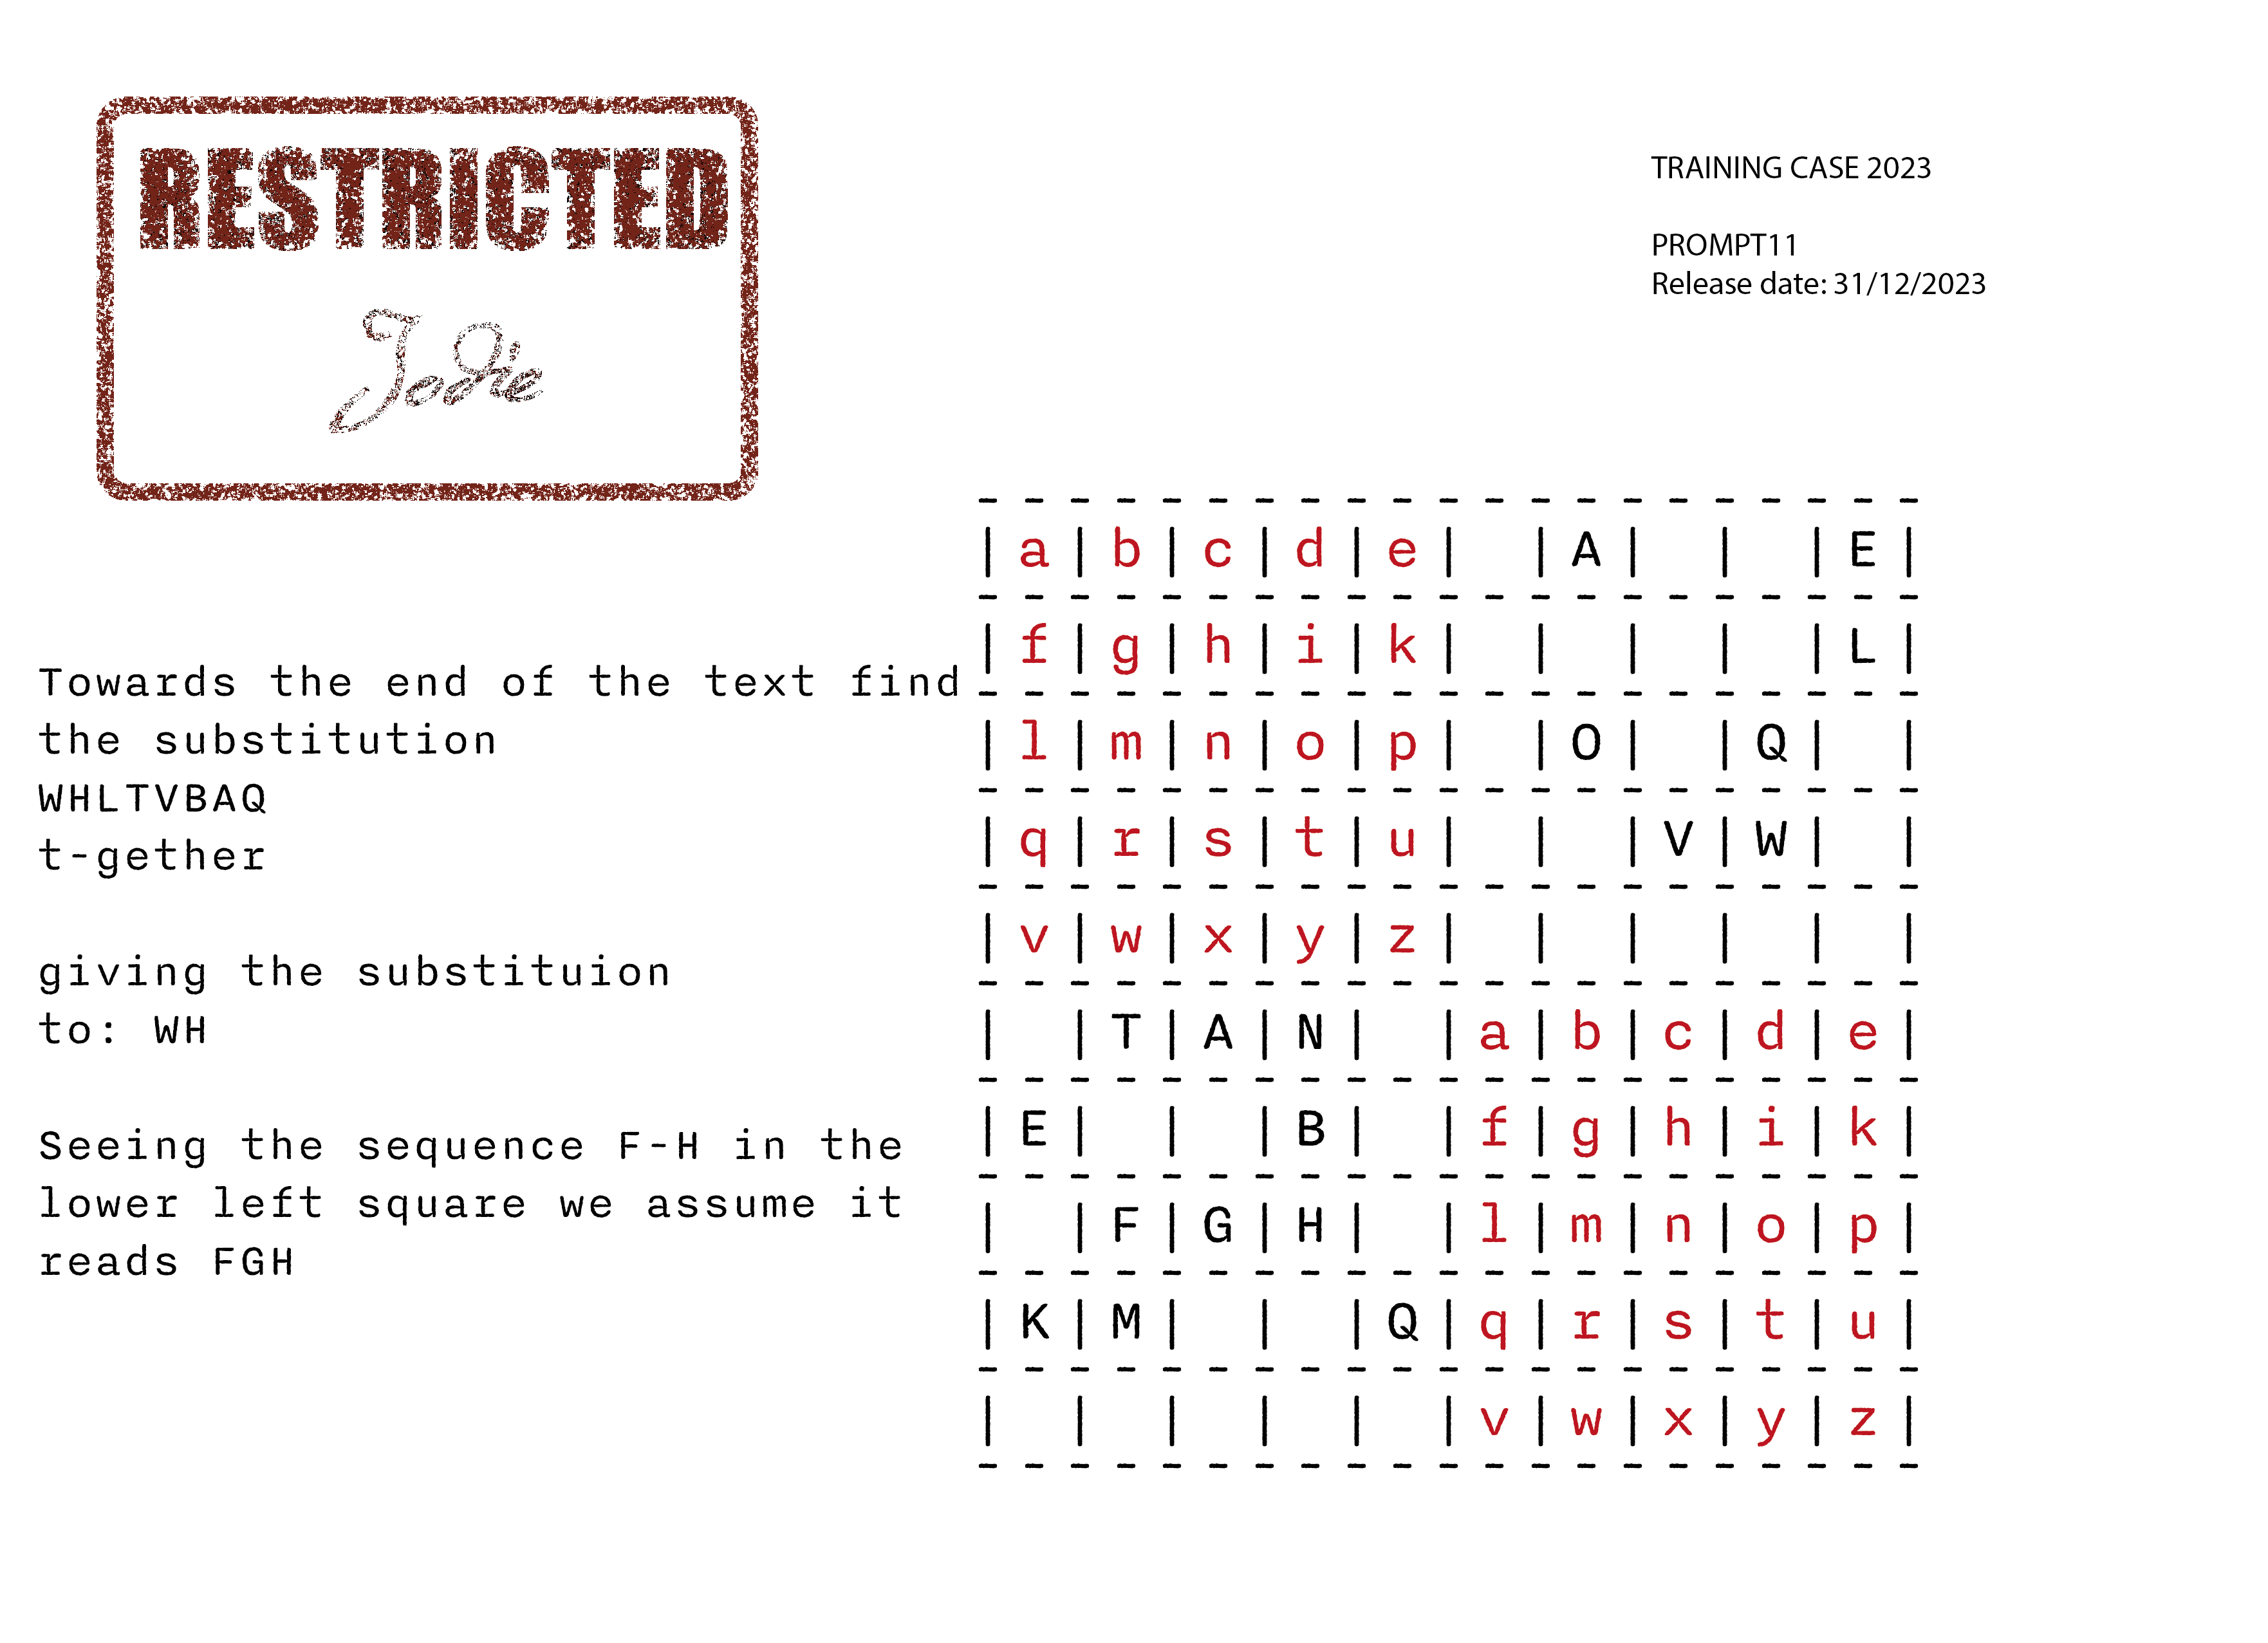 RESTRICTED
Jodie
TRAINING CASE 2023
PROMPT11
Release date: 31/12/2023
Towards the end of the text find
the substitution
WHLTVBAQ
t-gether
giving the substituion
to: WH
Seeing the sequence F-H in the
lower left square we assume it
reads FGH
|a|b|c|d|e| |A| | |E|
|f|g|h|i|k| | | | |L|
|l|m|n|o|p| |O| |Q| |
|q|r|s|t|u| | |V|W| |
|v|w|x|y|z| | | | | |
| |T|A|N| |a|b|c|d|e|
|E| | |B| |f|g|h|i|k|
| |F|G|H| |l|m|n|o|p|
|K|M| | |Q|q|r|s|t|u|
| | | | | |v|w|x|y|z|